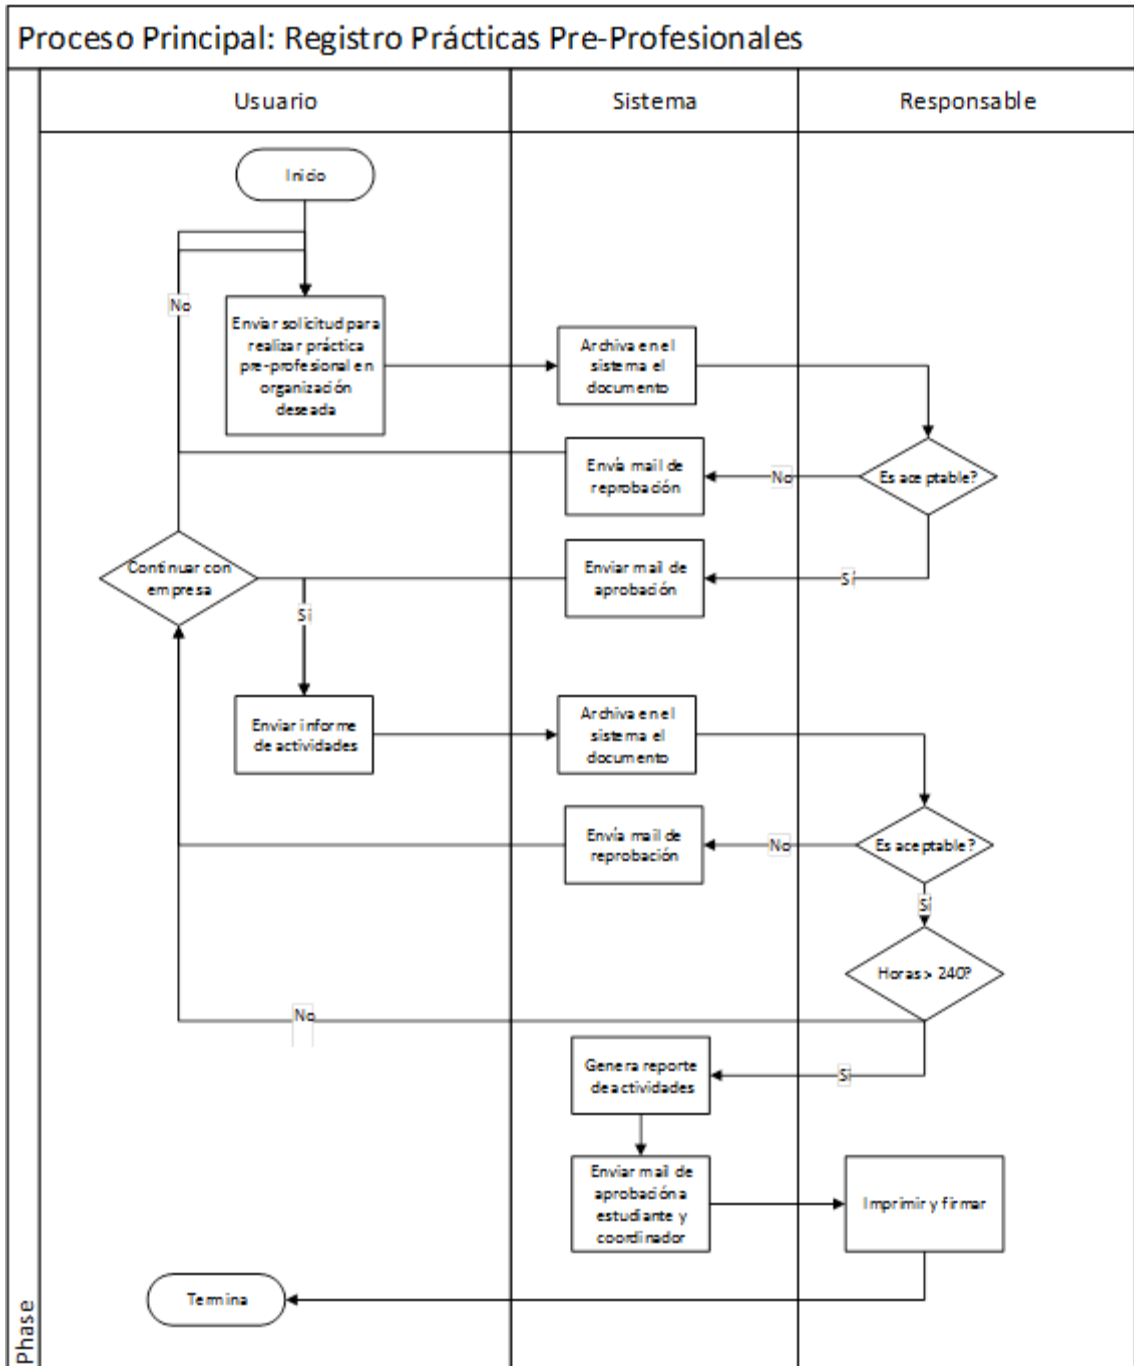 Proceso Principal: Registro Prácticas Pre-Profesionales
Usuario
Sistema
Responsable
Inicio
No
Enviar solicitud para
realizar práctica
pre-profesional en
organización
deseada
Archiva en el
sistema el
documento
Envía mail de
reprobación
No
Es aceptable?
Continuar con
empresa
Si
Enviar mail de
aprobación
Sí
Enviar informe
de actividades
Archiva en el
sistema el
documento
Envía mail de
reprobación
No
Es aceptable?
Sí
Horas > 240?
No
Genera reporte
de actividades
Si
Enviar mail de
aprobación a
estudiante y
coordinador
Imprimir y firmar
Termina
Phase